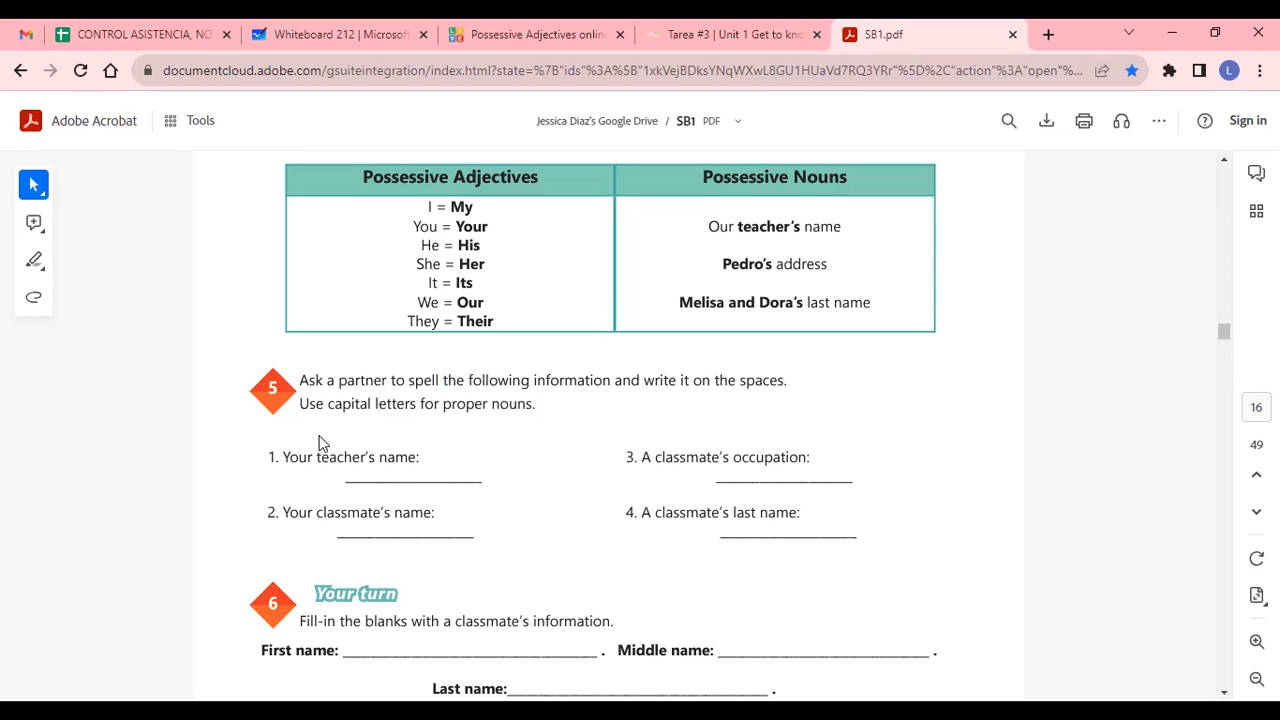 CONTROL ASISTENCIA, NO
Whiteboard 212 | Microsoft
Possessive Adjectives onlin
Tarea #3 | Unit 1 Get to kno
SB1.pdf
documentcloud.adobe.com/gsuiteintegration/index.html?state=%7B"ids"%3A%5B"1xkVejBDksYNqWXwL8GU1HUaVd7RQ3YRr"%5D%2C"action"%3A"open"%...
L
Adobe Acrobat
Tools
Jessica Diaz's Google Drive / SB1 PDF
Sign in
Possessive Adjectives
Possessive Nouns
I = My
You = Your
He = His
She = Her
It = Its
We = Our
They = Their
Our teacher's name
Pedro's address
Melisa and Dora's last name
5
Ask a partner to spell the following information and write it on the spaces.
Use capital letters for proper nouns.
1. Your teacher's name:
3. A classmate's occupation:
2. Your classmate's name:
4. A classmate's last name:
6
Your turn
Fill-in the blanks with a classmate's information.
First name: ______________________________ . Middle name: _________________________ .
Last name:_______________________________ .
16
49